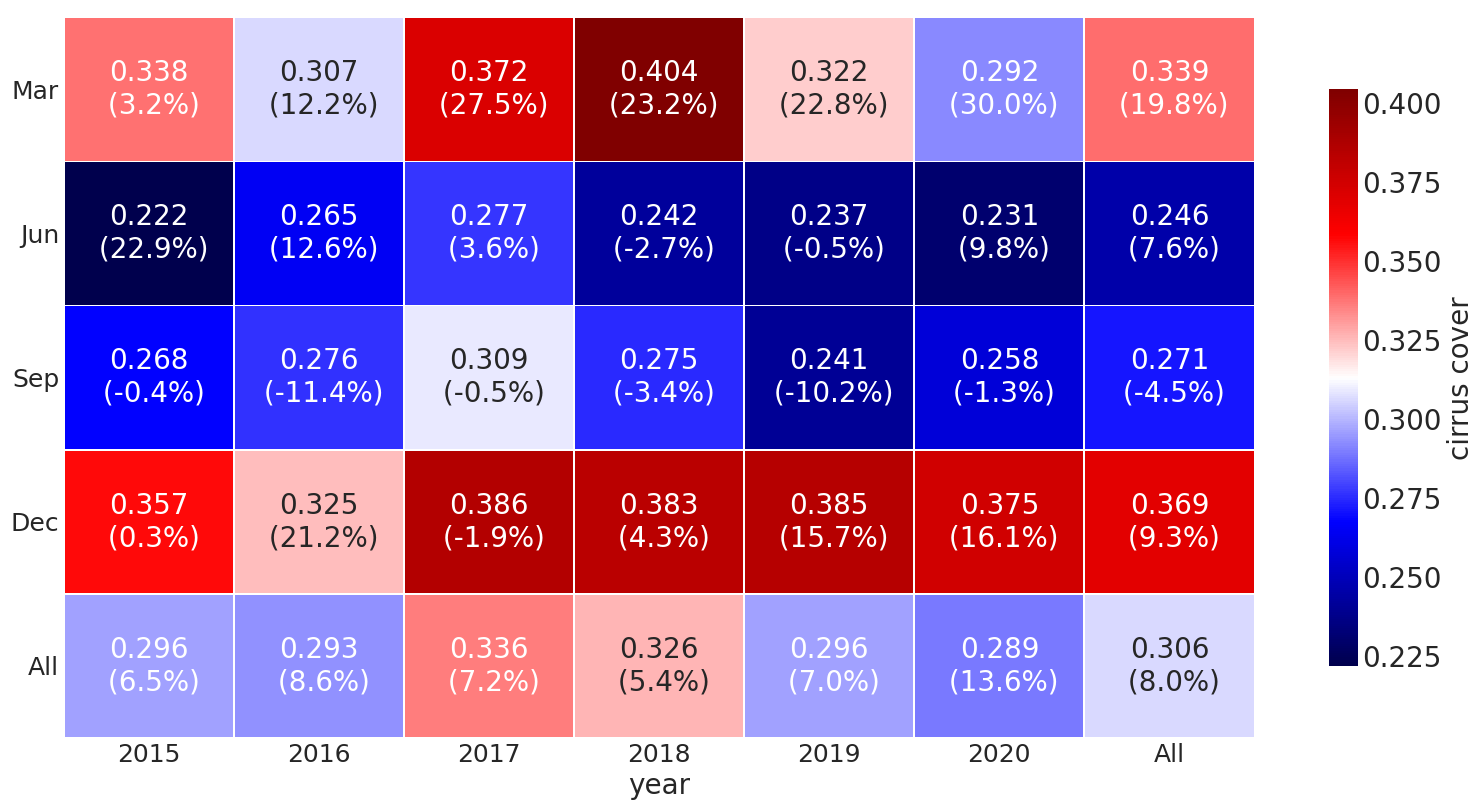 Mar
0.338 0.307 0.372 0.404 0.322 0.292 0.339
(3.2%) (12.2%) (27.5%) (23.2%) (22.8%) (30.0%) (19.8%)
Jun
0.222 0.265 0.277 0.242 0.237 0.231 0.246
(22.9%) (12.6%) (3.6%) (-2.7%) (-0.5%) (9.8%) (7.6%)
Sep
0.268 0.276 0.309 0.275 0.241 0.258 0.271
(-0.4%) (-11.4%) (-0.5%) (-3.4%) (-10.2%) (-1.3%) (-4.5%)
Dec
0.357 0.325 0.386 0.383 0.385 0.375 0.369
(0.3%) (21.2%) (-1.9%) (4.3%) (15.7%) (16.1%) (9.3%)
All
0.296 0.293 0.336 0.326 0.296 0.289 0.306
(6.5%) (8.6%) (7.2%) (5.4%) (7.0%) (13.6%) (8.0%)
2015 2016 2017 2018 2019 2020 All
year
0.400
0.375
0.350
0.325
0.300
0.275
0.250
0.225
cirrus cover